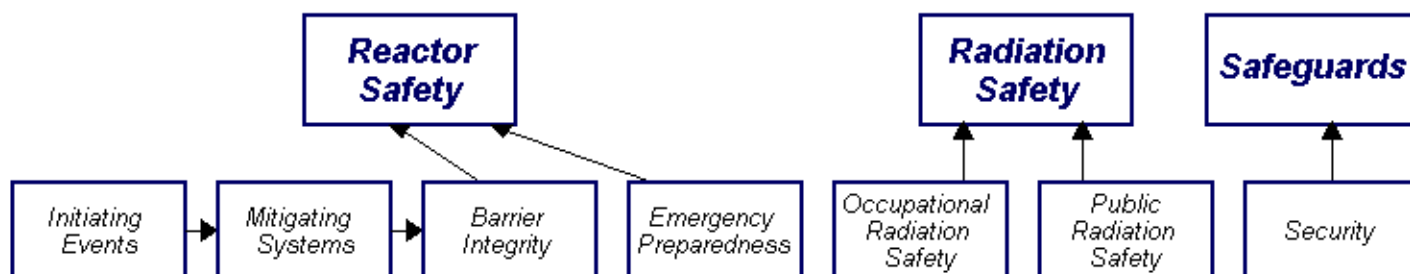 Reactor
Safety
Radiation
Safety
Safeguards
Initiating
Events
Mitigating
Systems
Barrier
Integrity
Emergency
Preparedness
Occupational
Radiation
Safety
Public
Radiation
Safety
Security